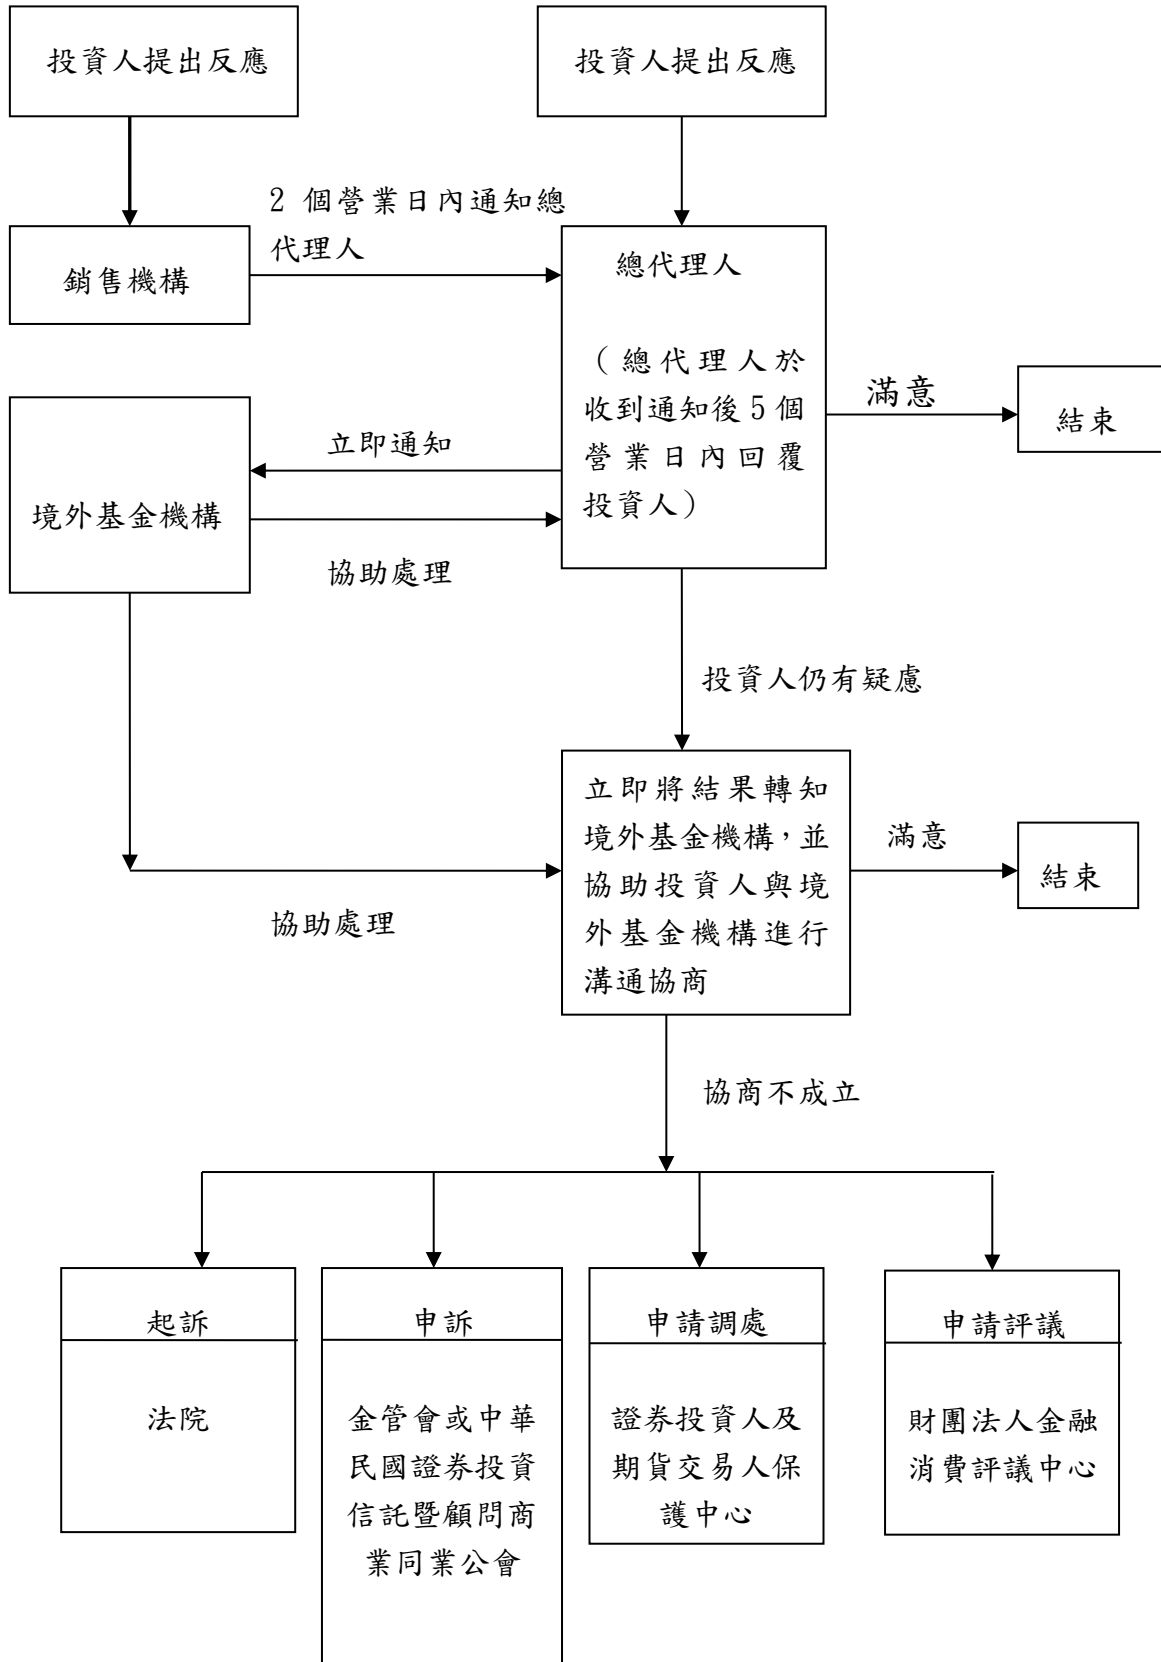 投資人提出反應
投資人提出反應
2 個營業日內通知總
代理人
銷售機構
總代理人
（總代理人於
收到通知後 5 個
營業日內回覆
投資人）
滿意
結束
立即通知
境外基金機構
協助處理
投資人仍有疑慮
立即將結果轉知
境外基金機構，並
協助投資人與境
外基金機構進行
溝通協商
滿意
結束
協助處理
協商不成立
起訴
法院
申訴
金管會或中華
民國證券投資
信託暨顧問商
業同業公會
申請調處
證券投資人及
期貨交易人保
護中心
申請評議
財團法人金融
消費評議中心